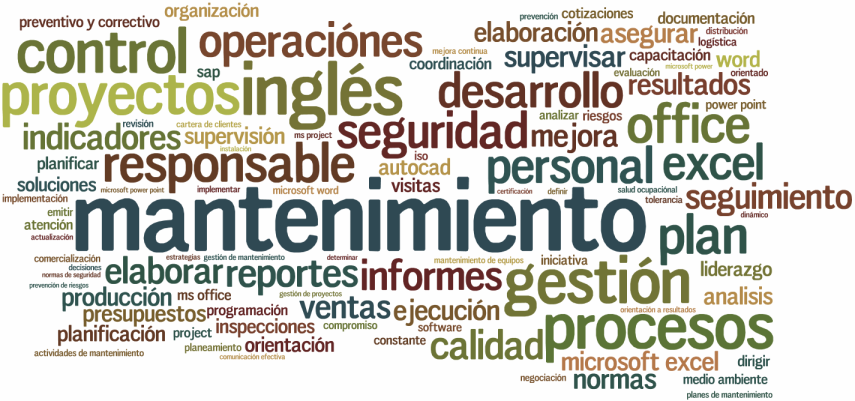 organización
preventivo y correctivo
prevención
cotizaciones
documentación
control
operaciónes
elaboración
asegurar
distribución
logística
mejora continua
coordinación
supervisar
capacitación
word
sap
microsoft power
evaluación
orientado
proyectos
inglés
desarrollo
resultados
power point
revisión
cartera de clientes
indicadores
supervisión
ms project
seguridad
mejora
analizar
riesgos
office
instalación
planificar
responsable
iso
autocad
personal
excel
soluciones
microsoft power point
implementar
microsoft word
visitas
certificación
definir
salud ocupaciónal
seguimiento
implementación
tolerancia
emitir
mantenimiento
dinámico
atención
plan
actualización
comercialización
estrategias
gestión de mantenimiento
determinar
mantenimiento de equipos
iniciativa
decisiones
normas de seguridad
elaborar
reportes
informes
gestión
liderazgo
prevención de riesgos
producción
ms office
gestión de proyectos
ventas
analisis
presupuestos
programación
ejecución
orientación a resultados
planificación
project
inspecciones
compromiso
software
procesos
planeamiento
orientación
constante
calidad
actividades de mantenimiento
comunicación efectiva
microsoft excel
dirigir
negociación
normas
medio ambiente
planes de mantenimiento